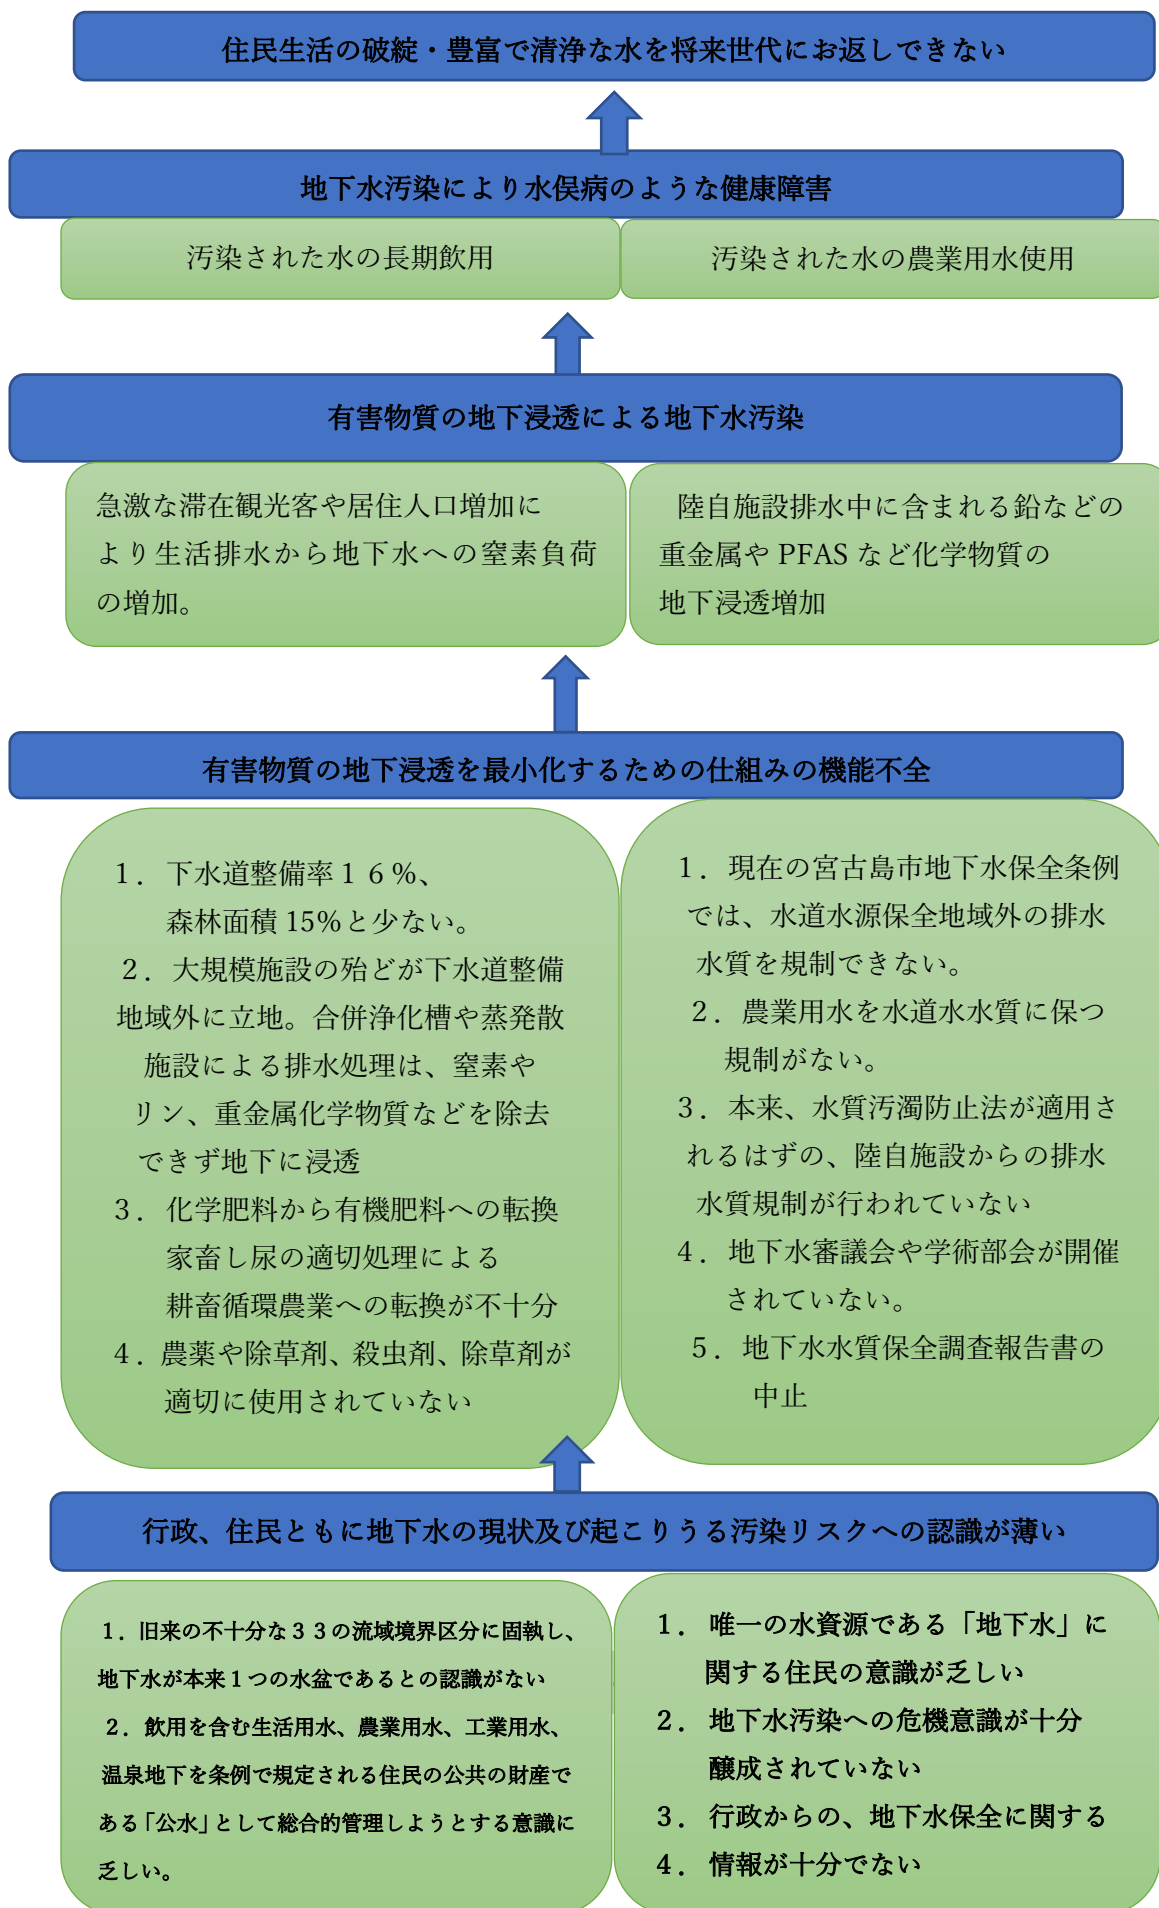 住民生活の破綻・豊富で清浄な水を将来世代にお返しできない
地下水汚染により水俣病のような健康障害
汚染された水の長期飲用
汚染された水の農業用水使用
有害物質の地下浸透による地下水汚染
急激な滞在観光客や居住人口増加に
より生活排水から地下水への窒素負荷
の増加。
陸自施設排水中に含まれる鉛などの
重金属や PFAS など化学物質の
地下浸透増加
有害物質の地下浸透を最小化するための仕組みの機能不全
１．下水道整備率１６%、
森林面積 15%と少ない。
２．大規模施設の殆どが下水道整備
地域外に立地。合併浄化槽や蒸発散
施設による排水処理は、窒素や
リン、重金属化学物質などを除去
できず地下に浸透
３．化学肥料から有機肥料への転換
家畜し尿の適切処理による
耕畜循環農業への転換が不十分
４．農薬や除草剤、殺虫剤、除草剤が
適切に使用されていない
１．現在の宮古島市地下水保全条例
では、水道水源保全地域外の排水
水質を規制できない。
２．農業用水を水道水水質に保つ
規制がない。
３．本来、水質汚濁防止法が適用さ
れるはずの、陸自施設からの排水
水質規制が行われていない
４．地下水審議会や学術部会が開催
されていない。
５．地下水水質保全調査報告書の
中止
行政、住民ともに地下水の現状及び起こりうる汚染リスクへの認識が薄い
１．旧来の不十分な３３の流域境界区分に固執し、
地下水が本来１つの水盆であるとの認識がない
２．飲用を含む生活用水、農業用水、工業用水、
温泉地下を条例で規定される住民の公共の財産で
ある「公水」として総合的管理しようとする意識に
乏しい。
１．唯一の水資源である「地下水」に
関する住民の意識が乏しい
２．地下水汚染への危機意識が十分
醸成されていない
３．行政からの、地下水保全に関する
４．情報が十分でない